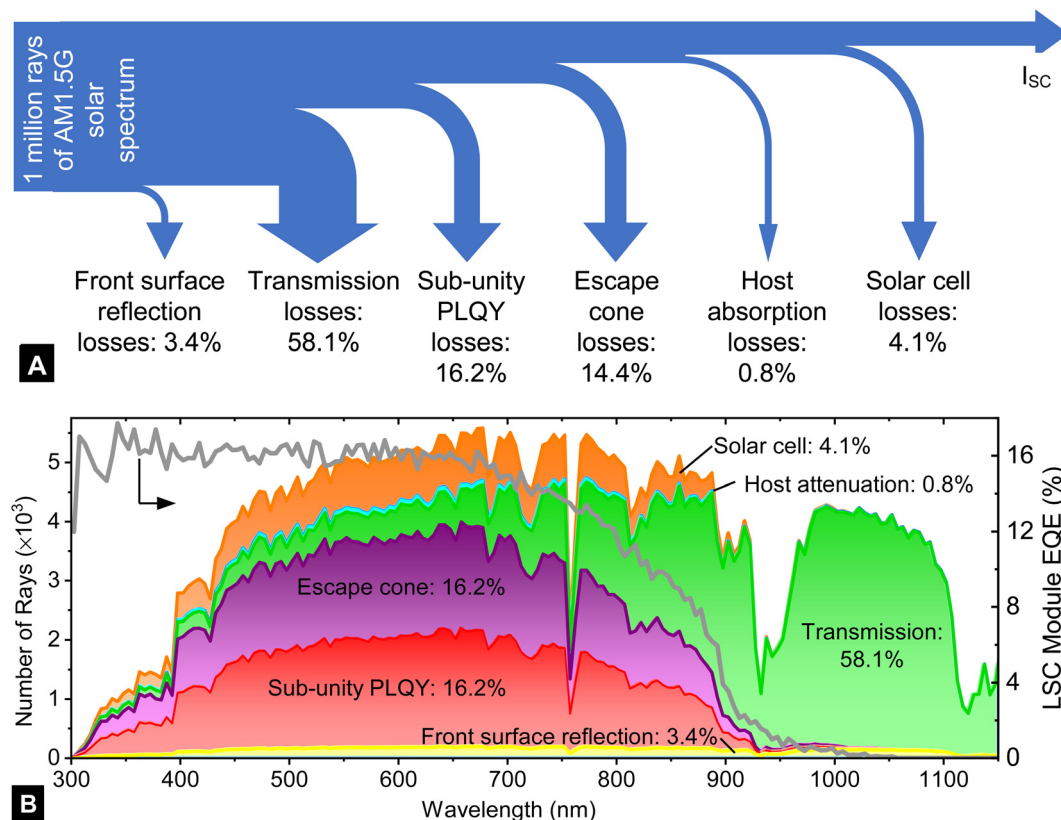 1 million rays
of AM1.5G
solar
spectrum
I_SC
Front surface
reflection
losses: 3.4%
Transmission
losses:
58.1%
Sub-unity
PLQY
losses:
16.2%
Escape
cone
losses:
14.4%
Host
absorption
losses:
0.8%
Solar cell
losses:
4.1%
A
Number of Rays (×10³)
5
4
3
2
1
0
Solar cell: 4.1%
Host attenuation: 0.8%
Escape cone: 16.2%
Transmission:
58.1%
Sub-unity PLQY: 16.2%
Front surface reflection: 3.4%
16
12
8
4
0
LSC Module EQE (%)
300
400
500
600
700
800
900
1000
1100
Wavelength (nm)
B